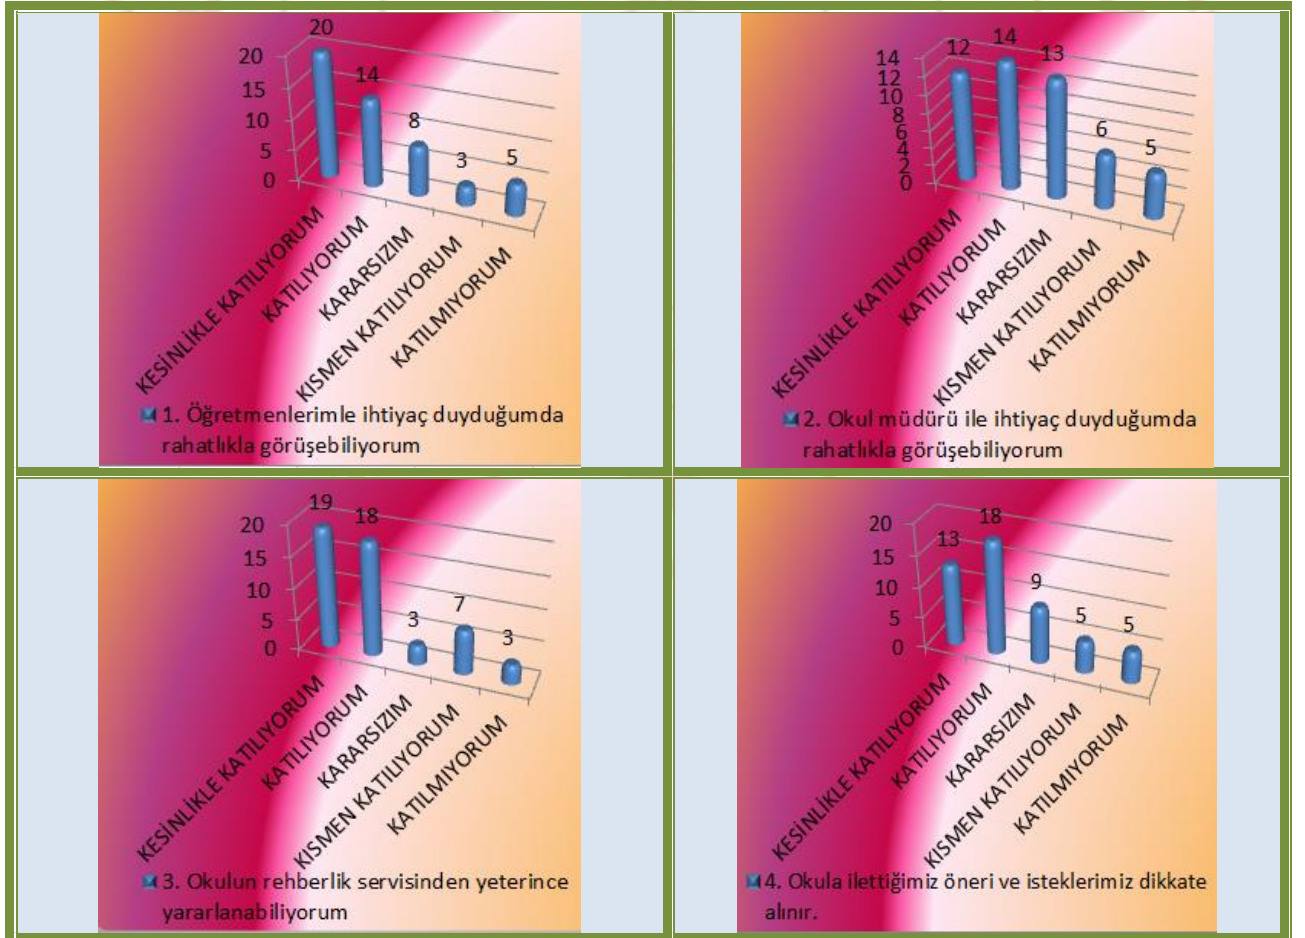 20
20
14
15
10
8
5
3
5
0
KESİNLİKLE KATILIYORUM
KATILIYORUM
KARARSIZIM
KISMEN KATILIYORUM
KATILMIYORUM
1. Öğretmenlerimle ihtiyaç duyduğumda
rahatlıkla görüşebiliyorum
14
12
14
13
12
10
8
6
4
2
0
6
5
KESİNLİKLE KATILIYORUM
KATILIYORUM
KARARSIZIM
KISMEN KATILIYORUM
KATILMIYORUM
2. Okul müdürü ile ihtiyaç duyduğumda
rahatlıkla görüşebiliyorum
19
18
20
15
10
5
0
3
7
3
KESİNLİKLE KATILIYORUM
KATILIYORUM
KARARSIZIM
KISMEN KATILIYORUM
KATILMIYORUM
3. Okulun rehberlik servisinden yeterince
yararlanabiliyorum
20
13
18
15
10
5
0
9
5
5
KESİNLİKLE KATILIYORUM
KATILIYORUM
KARARSIZIM
KISMEN KATILIYORUM
KATILMIYORUM
4. Okula ilettiğimiz öneri ve isteklerimiz dikkate
alınır.